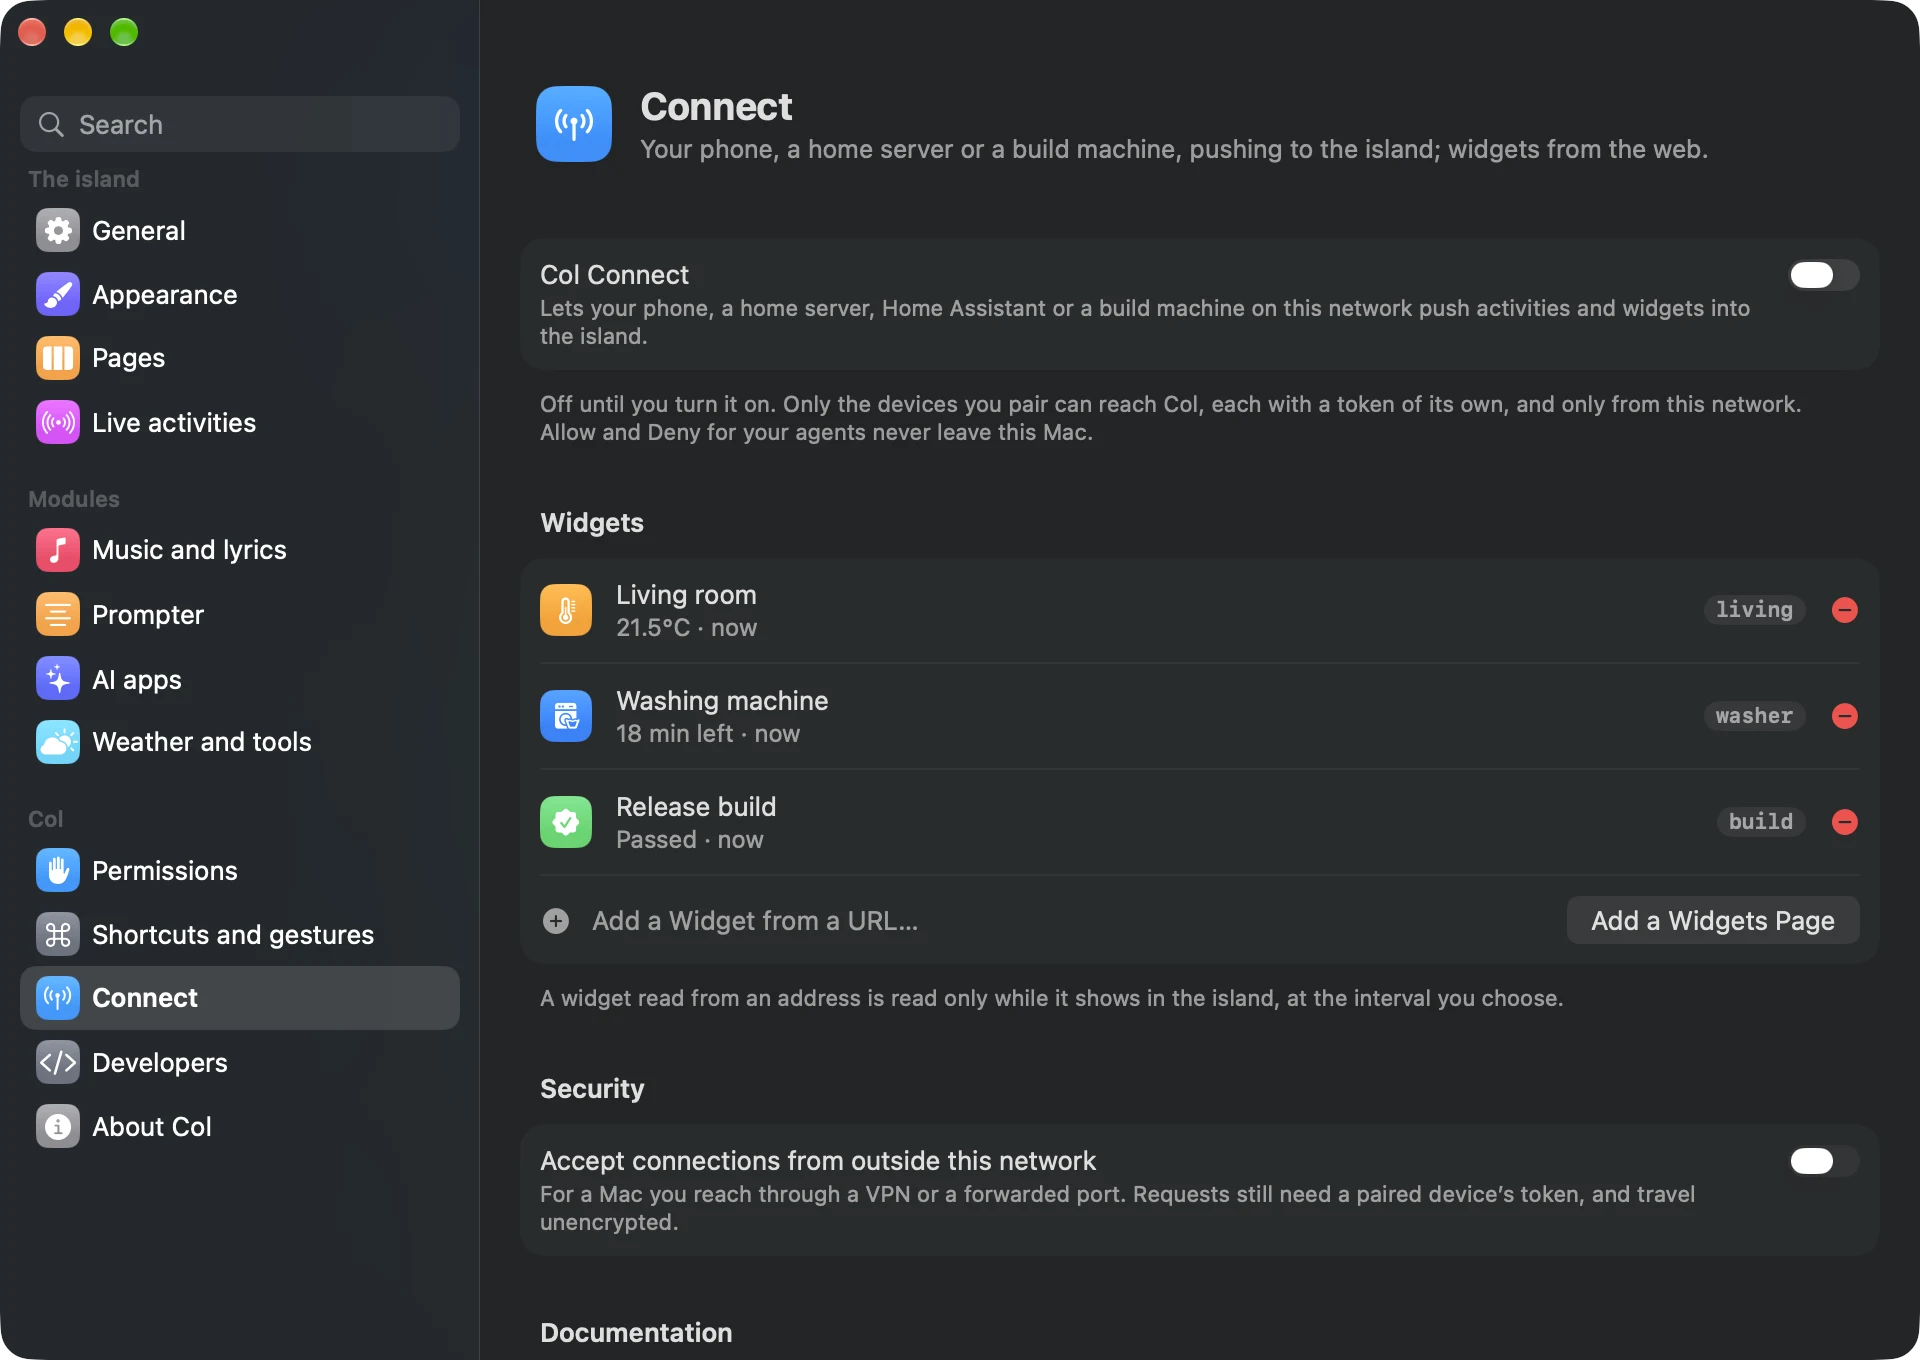 Search
The island
General
Appearance
Pages
Live activities
Modules
Music and lyrics
Prompter
AI apps
Weather and tools
Col
Permissions
Shortcuts and gestures
Connect
Developers
About Col
Connect
Your phone, a home server or a build machine, pushing to the island; widgets from the web.
Col Connect
Lets your phone, a home server, Home Assistant or a build machine on this network push activities and widgets into
the island.
Off until you turn it on. Only the devices you pair can reach Col, each with a token of its own, and only from this network.
Allow and Deny for your agents never leave this Mac.
Widgets
Living room
21.5°C · now
living
Washing machine
18 min left · now
washer
Release build
Passed · now
build
Add a Widget from a URL...
Add a Widgets Page
A widget read from an address is read only while it shows in the island, at the interval you choose.
Security
Accept connections from outside this network
For a Mac you reach through a VPN or a forwarded port. Requests still need a paired device’s token, and travel
unencrypted.
Documentation